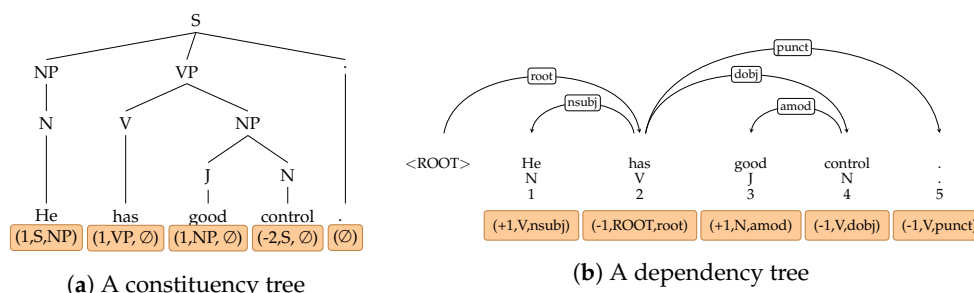 S
NP VP .
N V NP
J N
He has good control .
(1,S,NP) (1,VP, ∅) (1,NP, ∅) (-2,S, ∅) (∅)
(a) A constituency tree
punct
root dobj
nsubj amod
<ROOT> He has good control .
N V J N .
1 2 3 4 5
(+1,V,nsubj) (-1,ROOT,root) (+1,N,amod) (-1,V,dobj) (-1,V,punct)
(b) A dependency tree